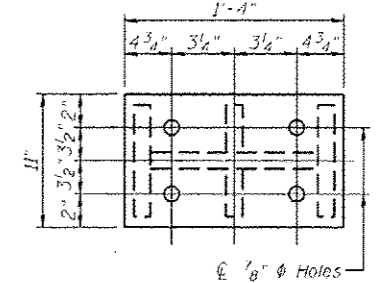 1'-4"
4 3/4" 3 1/4" 3 1/4" 4 3/4"
11"
2" 3 1/2" 3 1/2" 2"
℄ 7/8" ϕ Holes